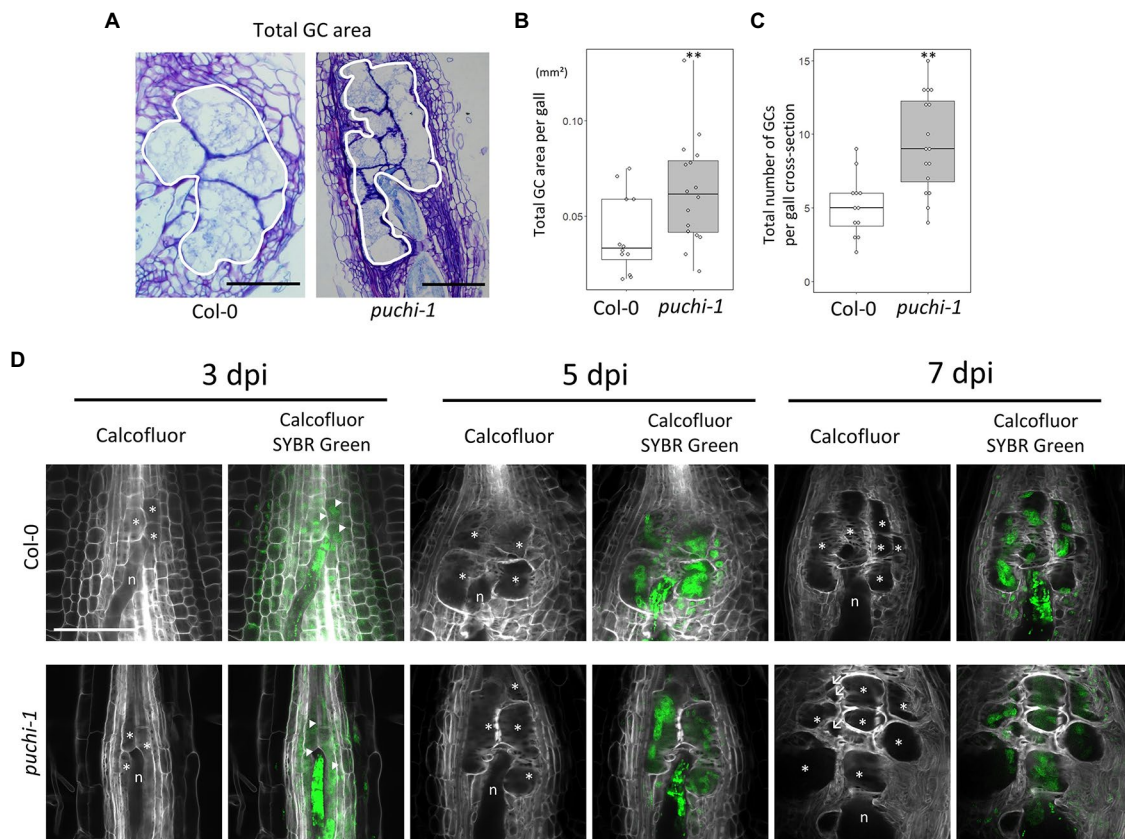 A
Total GC area
Col-0
puchi-1
B
**
(mm²)
Total GC area per gall
0.10
0.05
Col-0
puchi-1
C
**
Total number of GCs
per gall cross-section
15
10
5
0
Col-0
puchi-1
D
3 dpi
5 dpi
7 dpi
Calcofluor
Calcofluor
SYBR Green
Calcofluor
Calcofluor
SYBR Green
Calcofluor
Calcofluor
SYBR Green
Col-0
* * * *
n
* * * *
n
* * * * * *
n
puchi-1
* * *
n
* * * *
n
* * * * * * *
n